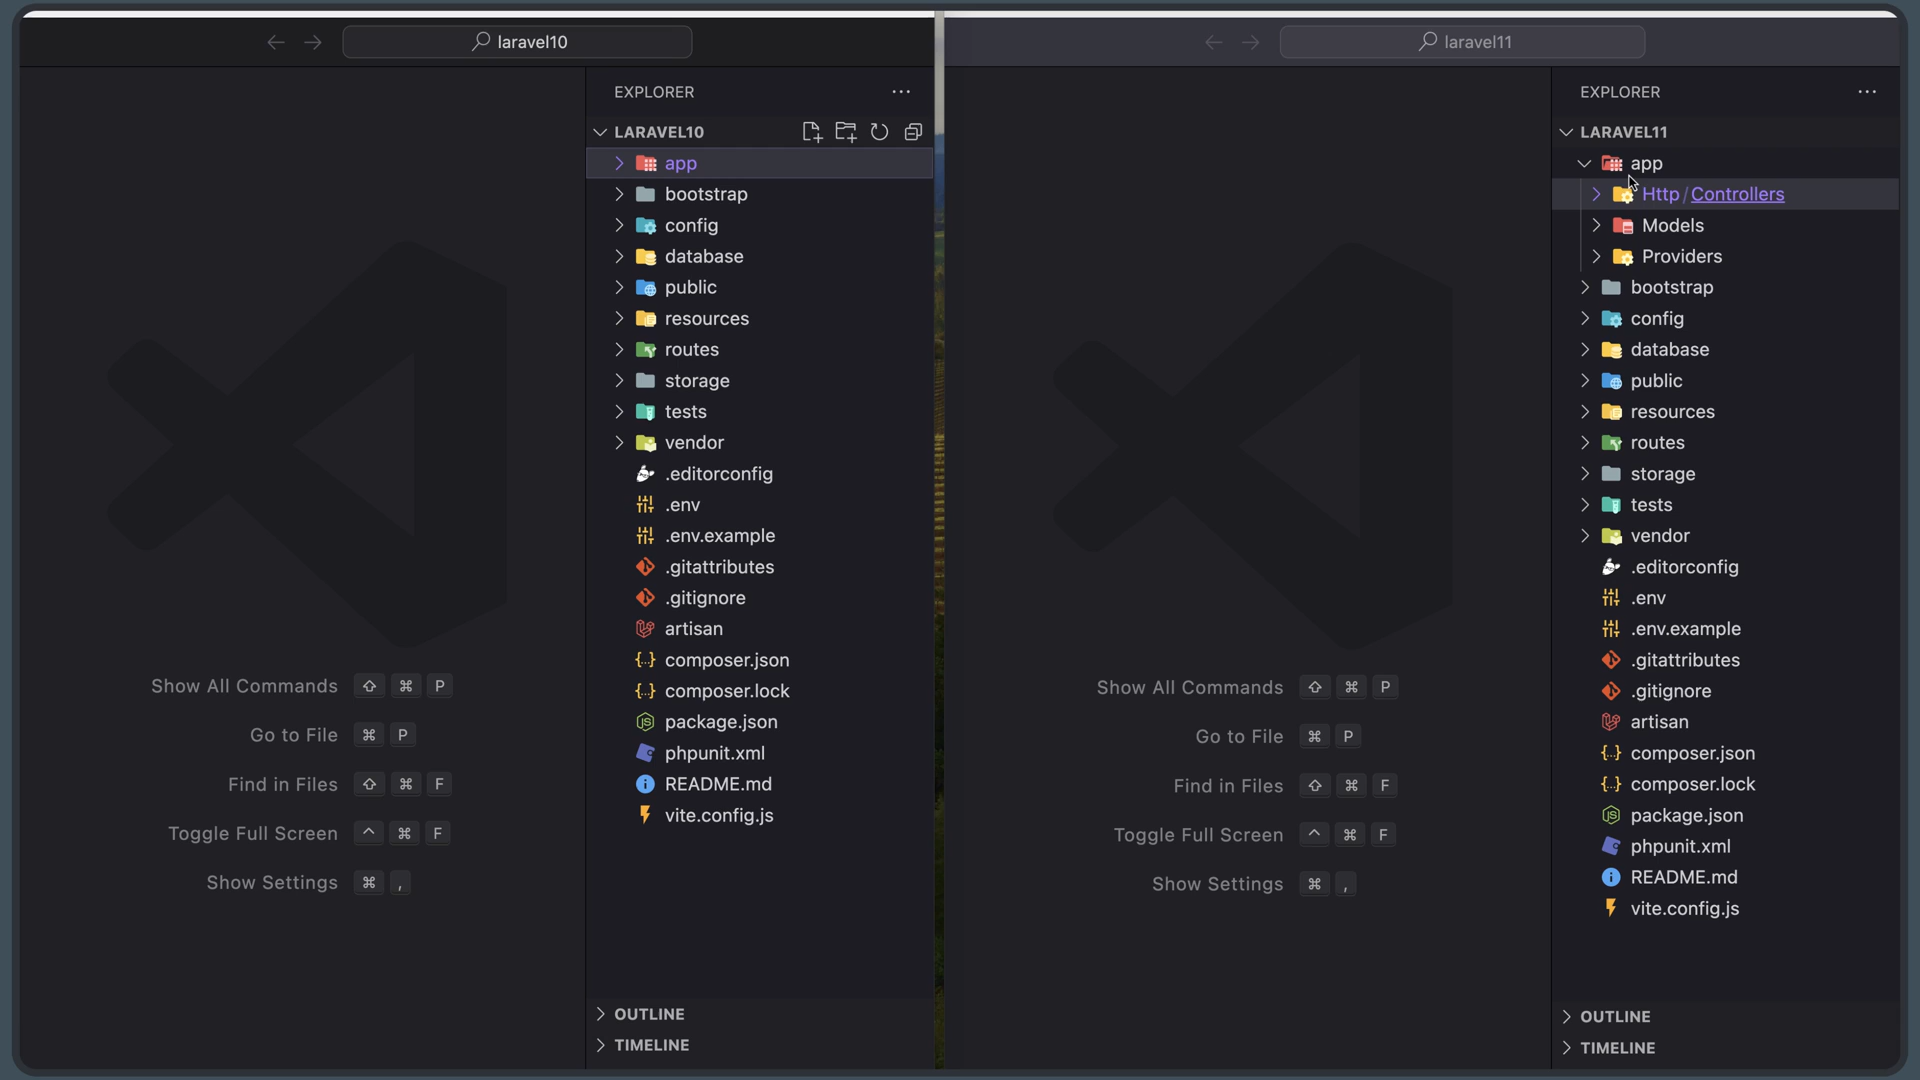 laravel10
EXPLORER
LARAVEL10
app
bootstrap
config
database
public
resources
routes
storage
tests
vendor
.editorconfig
.env
.env.example
.gitattributes
.gitignore
artisan
composer.json
composer.lock
package.json
phpunit.xml
README.md
vite.config.js
OUTLINE
TIMELINE
Show All Commands ⇧ ⌘ P
Go to File ⌘ P
Find in Files ⇧ ⌘ F
Toggle Full Screen ^ ⌘ F
Show Settings ⌘ ,
laravel11
EXPLORER
LARAVEL11
app
Http / Controllers
Models
Providers
bootstrap
config
database
public
resources
routes
storage
tests
vendor
.editorconfig
.env
.env.example
.gitattributes
.gitignore
artisan
composer.json
composer.lock
package.json
phpunit.xml
README.md
vite.config.js
OUTLINE
TIMELINE
Show All Commands ⇧ ⌘ P
Go to File ⌘ P
Find in Files ⇧ ⌘ F
Toggle Full Screen ^ ⌘ F
Show Settings ⌘ ,